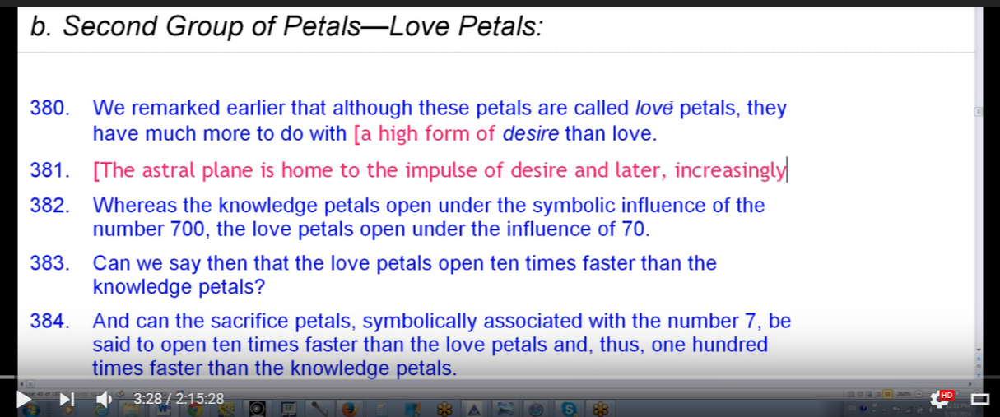 b. Second Group of Petals—Love Petals:
380. We remarked earlier that although these petals are called love petals, they
have much more to do with [a high form of desire than love.
381. [The astral plane is home to the impulse of desire and later, increasingly
382. Whereas the knowledge petals open under the symbolic influence of the
number 700, the love petals open under the influence of 70.
383. Can we say then that the love petals open ten times faster than the
knowledge petals?
384. And can the sacrifice petals, symbolically associated with the number 7, be
said to open ten times faster than the love petals and, thus, one hundred
times faster than the knowledge petals.
3:28 / 2:15:28
HD